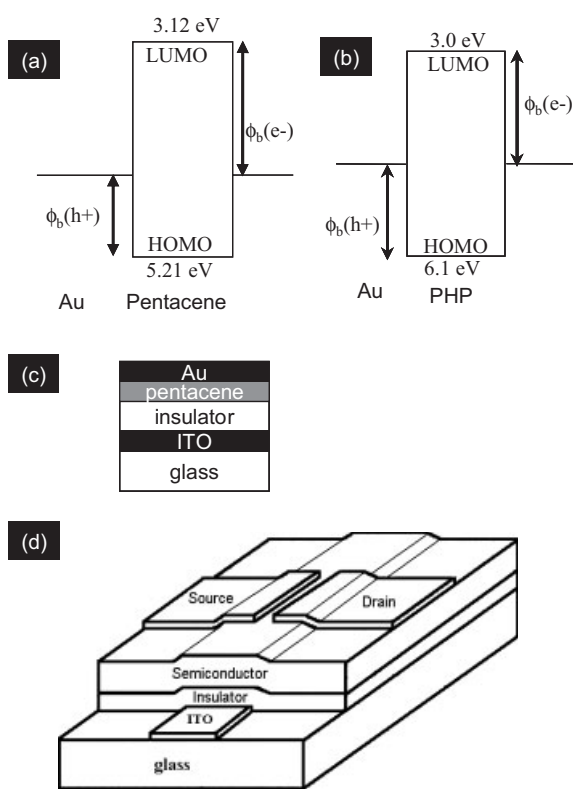 (a)
3.12 eV
LUMO
ϕb(e-)
ϕb(h+)
HOMO
5.21 eV
Au
Pentacene
(b)
3.0 eV
LUMO
ϕb(e-)
ϕb(h+)
HOMO
6.1 eV
Au
PHP
(c)
Au
pentacene
insulator
ITO
glass
(d)
Source
Drain
Semiconductor
Insulator
ITO
glass